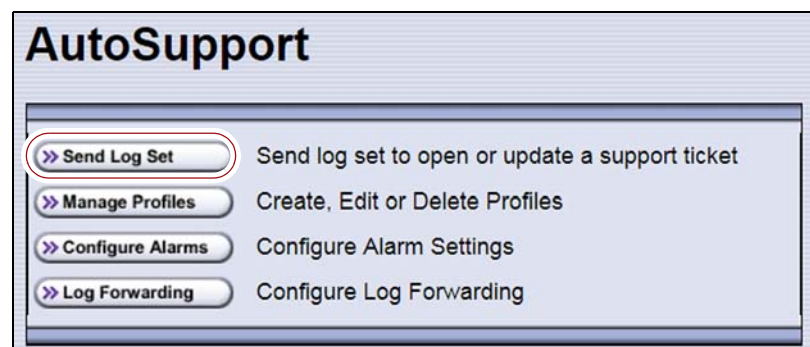 AutoSupport
» Send Log Set Send log set to open or update a support ticket
» Manage Profiles Create, Edit or Delete Profiles
» Configure Alarms Configure Alarm Settings
» Log Forwarding Configure Log Forwarding